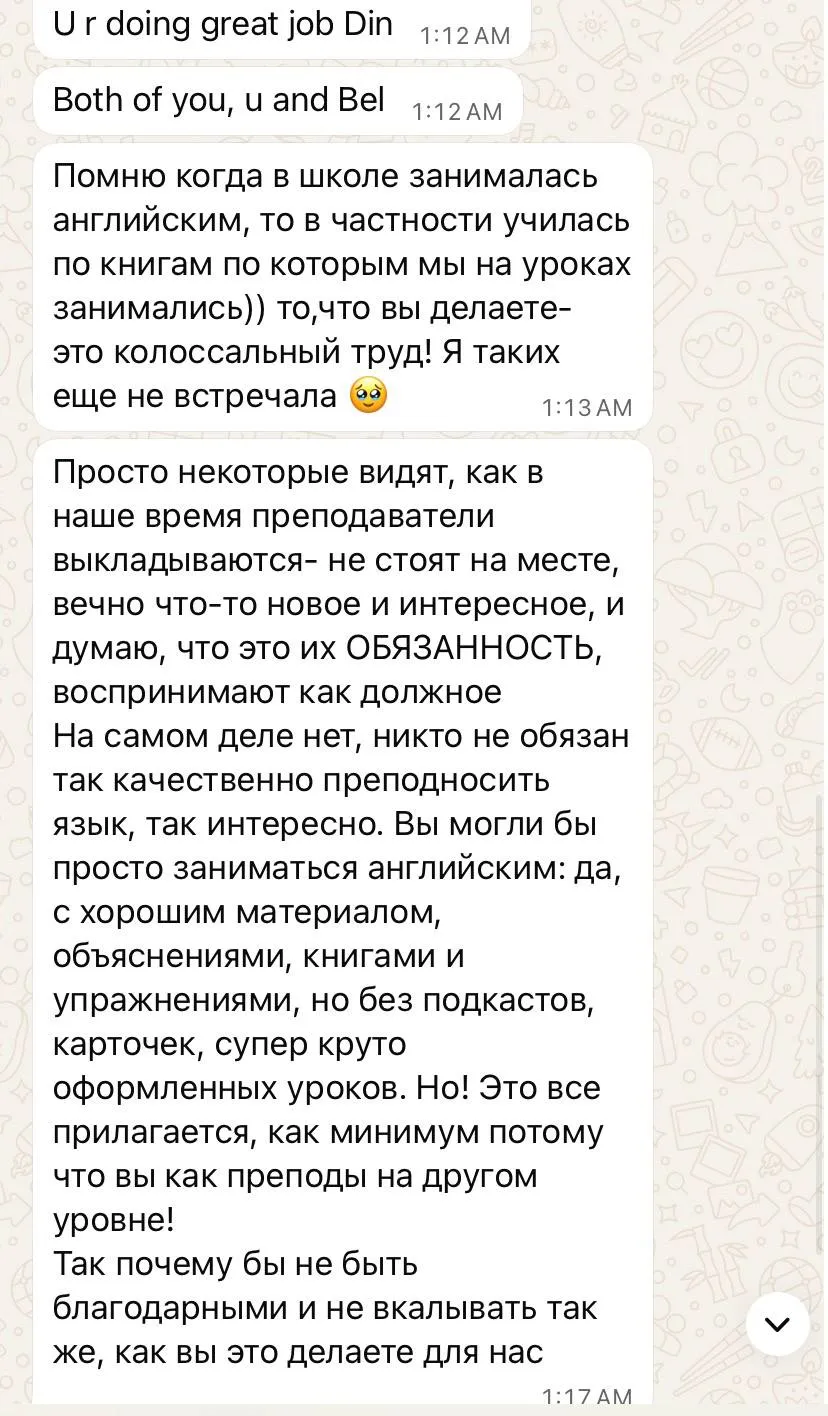 U r doing great job Din 1:12 AM
Both of you, u and Bel 1:12 AM
Помню когда в школе занималась
английским, то в частности училась
по книгам по которым мы на уроках
занимались)) то,что вы делаете-
это колоссальный труд! Я таких
еще не встречала 🥹 1:13 AM
Просто некоторые видят, как в
наше время преподаватели
выкладываются- не стоят на месте,
вечно что-то новое и интересное, и
думаю, что это их ОБЯЗАННОСТЬ,
воспринимают как должное
На самом деле нет, никто не обязан
так качественно преподносить
язык, так интересно. Вы могли бы
просто заниматься английским: да,
с хорошим материалом,
объяснениями, книгами и
упражнениями, но без подкастов,
карточек, супер круто
оформленных уроков. Но! Это все
прилагается, как минимум потому
что вы как преподы на другом
уровне!
Так почему бы не быть
благодарными и не вкалывать так
же, как вы это делаете для нас
1:17 AM